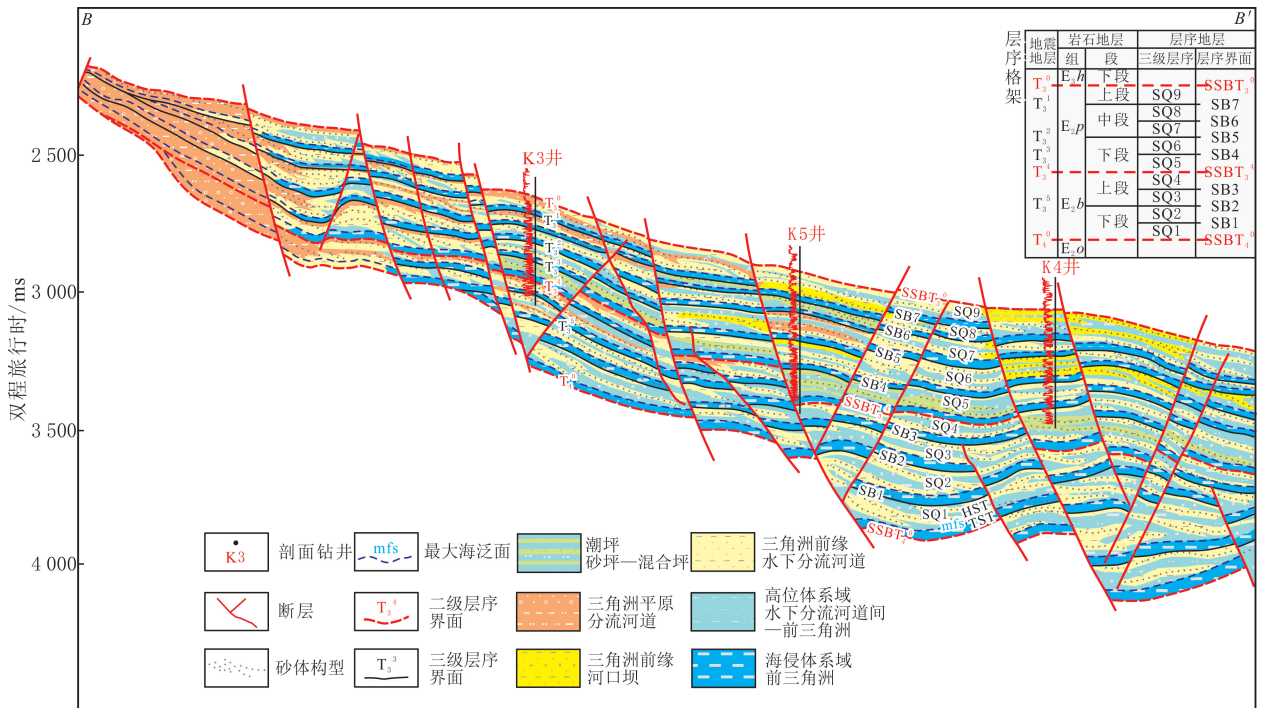 B
B′
层序格架
地震地层
岩石地层
层序地层
组
段
三级层序
层序界面
T₃⁰
E₃h
下段
SSBT₃⁰
T₃¹
上段
SQ9
SB7
E₂p
中段
SQ8
SB6
T₃²
SQ7
SB5
T₃³
下段
SQ6
SB4
SQ5
T₃⁴
SSBT₃⁴
上段
SQ4
SB3
T₃⁵
E₂b
SQ3
SB2
下段
SQ2
SB1
SQ1
T₄⁰
SSBT₄⁰
E₂o
双程旅行时/ms
2 500
3 000
3 500
4 000
K3井
K5井
K4井
T₃⁰
T₃¹
T₃²
T₃³
T₃⁴
T₃⁵
T₄⁰
SB7
SQ9
SB6
SQ8
SB5
SQ7
SB4
SQ6
SQ5
SB3
SQ4
SB2
SQ3
SQ2
SB1
SQ1
HST
mfs
TST
SSBT₄⁰
K3
剖面钻井
mfs
最大海泛面
潮坪
砂坪—混合坪
三角洲前缘
水下分流河道
断层
T₃⁴
二级层序
界面
三角洲平原
分流河道
高位体系域
水下分流河道间
—前三角洲
砂体构型
T₃³
三级层序
界面
三角洲前缘
河口坝
海侵体系域
前三角洲